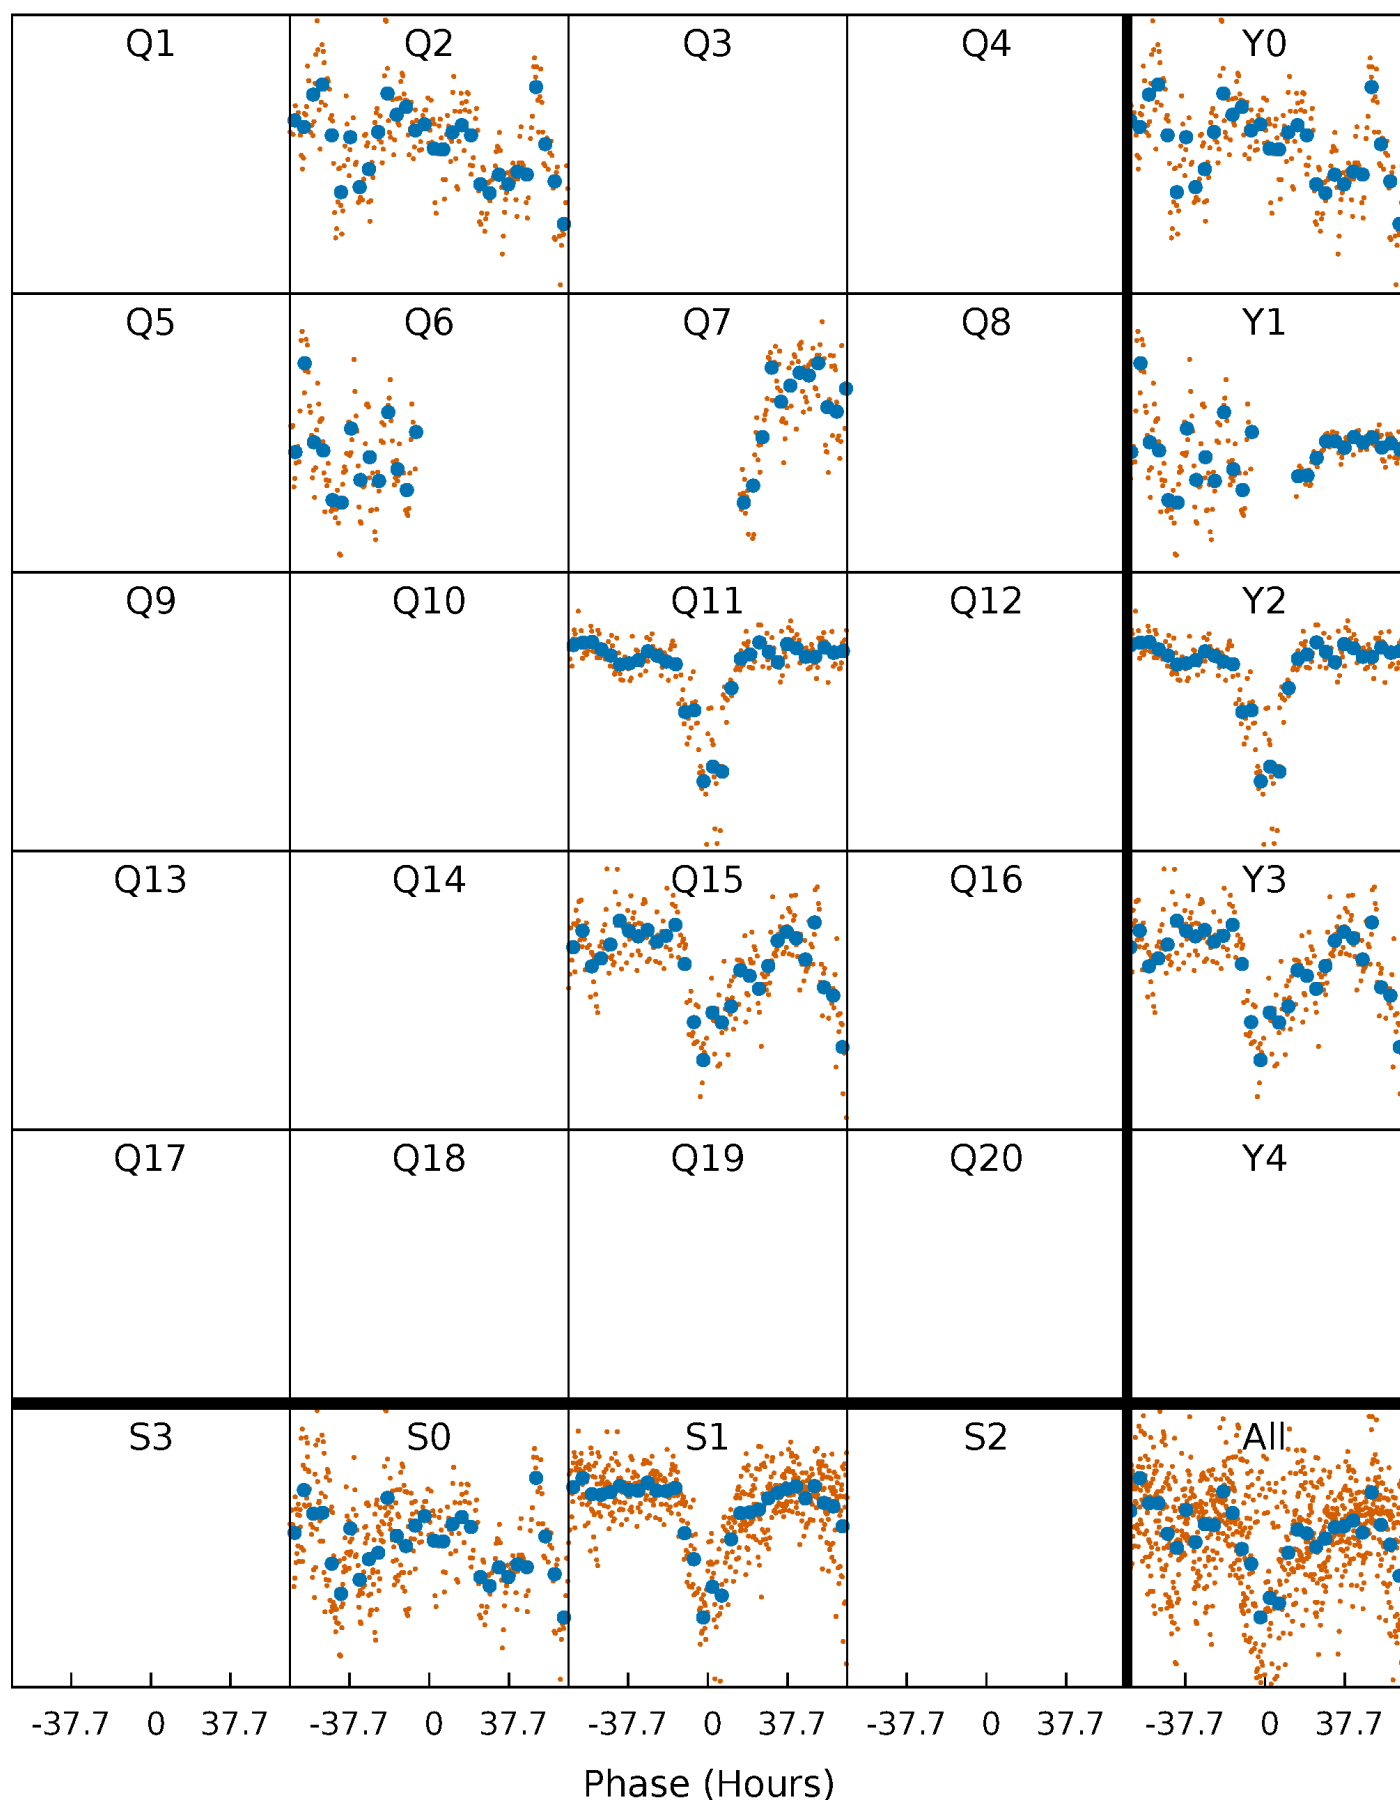 Q1 Q2 Q3 Q4 Y0
Q5 Q6 Q7 Q8 Y1
Q9 Q10 Q11 Q12 Y2
Q13 Q14 Q15 Q16 Y3
Q17 Q18 Q19 Q20 Y4
S3 S0 S1 S2 All
-37.7 0 37.7 -37.7 0 37.7 -37.7 0 37.7 -37.7 0 37.7 -37.7 0 37.7
Phase (Hours)